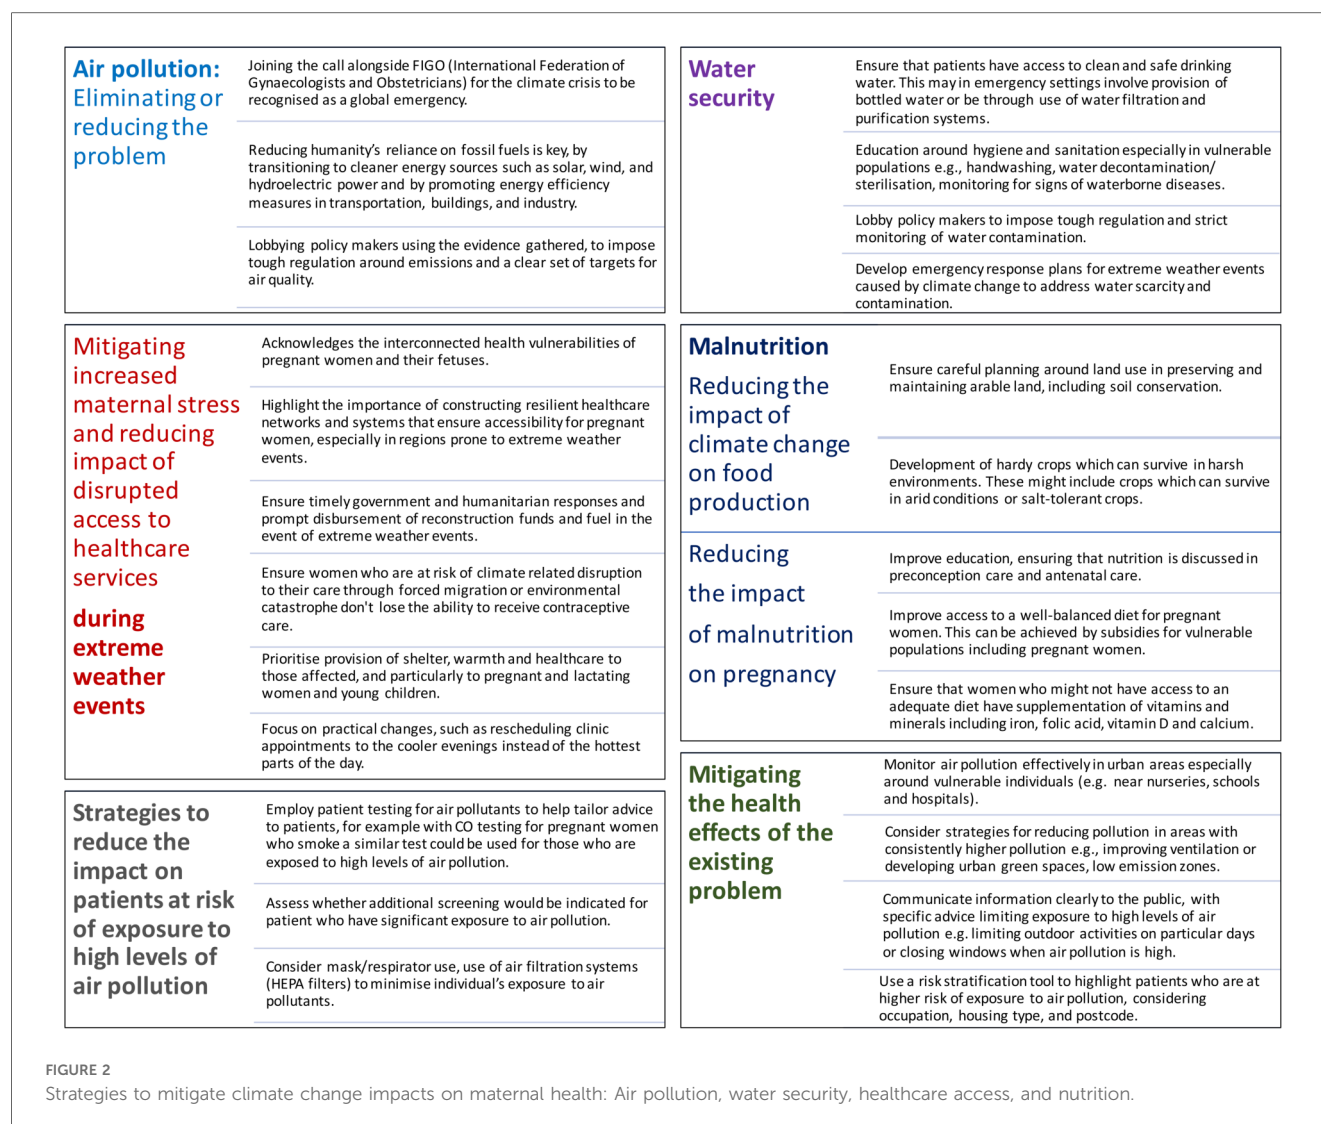 Air pollution:
Eliminating or
reducing the
problem
Joining the call alongside FIGO (International Federation of
Gynaecologists and Obstetricians) for the climate crisis to be
recognised as a global emergency.
Reducing humanity's reliance on fossil fuels is key, by
transitioning to cleaner energy sources such as solar, wind, and
hydroelectric power and by promoting energy efficiency
measures in transportation, buildings, and industry.
Lobbying policy makers using the evidence gathered, to impose
tough regulation around emissions and a clear set of targets for
air quality.
Water
security
Ensure that patients have access to clean and safe drinking
water. This may in emergency settings involve provision of
bottled water or be through use of water filtration and
purification systems.
Education around hygiene and sanitation especially in vulnerable
populations e.g., handwashing, water decontamination/
sterilisation, monitoring for signs of waterborne diseases.
Lobby policy makers to impose tough regulation and strict
monitoring of water contamination.
Develop emergency response plans for extreme weather events
caused by climate change to address water scarcity and
contamination.
Mitigating
increased
maternal stress
and reducing
impact of
disrupted
access to
healthcare
services
during
extreme
weather
events
Acknowledges the interconnected health vulnerabilities of
pregnant women and their fetuses.
Highlight the importance of constructing resilient healthcare
networks and systems that ensure accessibility for pregnant
women, especially in regions prone to extreme weather
events.
Ensure timely government and humanitarian responses and
prompt disbursement of reconstruction funds and fuel in the
event of extreme weather events.
Ensure women who are at risk of climate related disruption
to their care through forced migration or environmental
catastrophe don't lose the ability to receive contraceptive
care.
Prioritise provision of shelter, warmth and healthcare to
those affected, and particularly to pregnant and lactating
women and young children.
Focus on practical changes, such as rescheduling clinic
appointments to the cooler evenings instead of the hottest
parts of the day.
Malnutrition
Reducing the
impact of
climate change
on food
production
Ensure careful planning around land use in preserving and
maintaining arable land, including soil conservation.
Development of hardy crops which can survive in harsh
environments. These might include crops which can survive
in arid conditions or salt-tolerant crops.
Reducing
the impact
of malnutrition
on pregnancy
Improve education, ensuring that nutrition is discussed in
preconception care and antenatal care.
Improve access to a well-balanced diet for pregnant
women. This can be achieved by subsidies for vulnerable
populations including pregnant women.
Ensure that women who might not have access to an
adequate diet have supplementation of vitamins and
minerals including iron, folic acid, vitamin D and calcium.
Strategies to
reduce the
impact on
patients at risk
of exposure to
high levels of
air pollution
Employ patient testing for air pollutants to help tailor advice
to patients, for example with CO testing for pregnant women
who smoke a similar test could be used for those who are
exposed to high levels of air pollution.
Assess whether additional screening would be indicated for
patient who have significant exposure to air pollution.
Consider mask/respirator use, use of air filtration systems
(HEPA filters) to minimise individual's exposure to air
pollutants.
Mitigating
the health
effects of the
existing
problem
Monitor air pollution effectively in urban areas especially
around vulnerable individuals (e.g. near nurseries, schools
and hospitals).
Consider strategies for reducing pollution in areas with
consistently higher pollution e.g., improving ventilation or
developing urban green spaces, low emission zones.
Communicate information clearly to the public, with
specific advice limiting exposure to high levels of air
pollution e.g. limiting outdoor activities on particular days
or closing windows when air pollution is high.
Use a risk stratification tool to highlight patients who are at
higher risk of exposure to air pollution, considering
occupation, housing type, and postcode.
FIGURE 2
Strategies to mitigate climate change impacts on maternal health: Air pollution, water security, healthcare access, and nutrition.